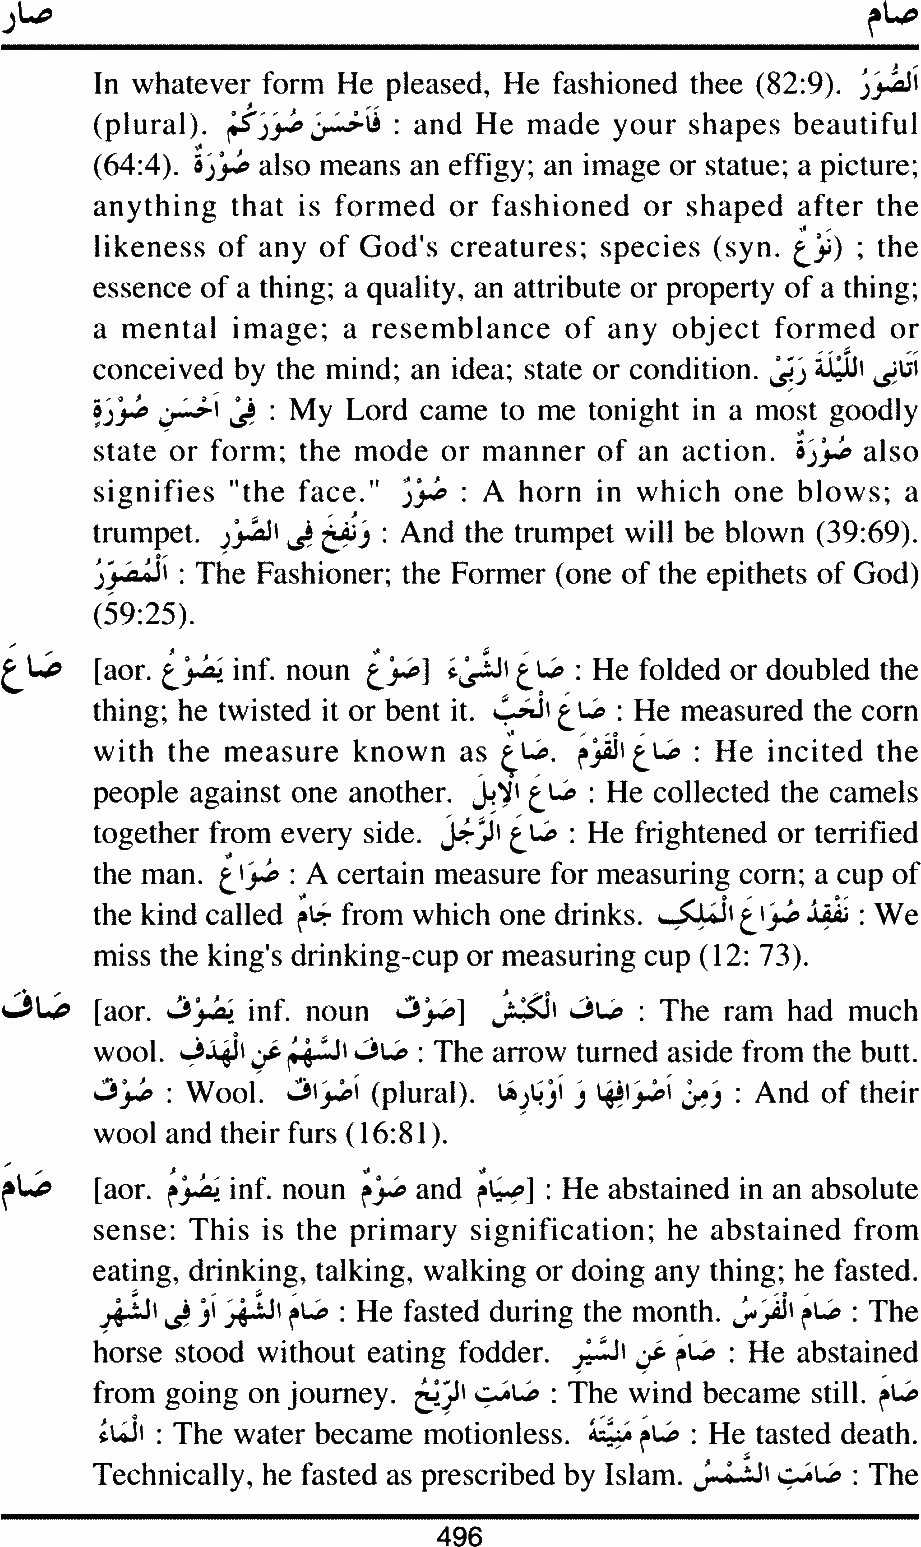 صار صام
In whatever form He pleased, He fashioned thee (82:9). اَلصُّوَرُ
(plural). فَاَحْسَنَ صُوَرَكُمْ : and He made your shapes beautiful
(64:4). صُوْرَةٌ also means an effigy; an image or statue; a picture;
anything that is formed or fashioned or shaped after the
likeness of any of God's creatures; species (syn. نَوْعٌ) ; the
essence of a thing; a quality, an attribute or property of a thing;
a mental image; a resemblance of any object formed or
conceived by the mind; an idea; state or condition. اَتَانِی اللَّيْلَةَ رَبِّیْ
فِیْ اَحْسَنِ صُوْرَةٍ : My Lord came to me tonight in a most goodly
state or form; the mode or manner of an action. صُوْرَةٌ also
signifies "the face." صُوْرٌ : A horn in which one blows; a
trumpet. وَنُفِخَ فِی الصُّوْرِ : And the trumpet will be blown (39:69).
اَلْمُصَوِّرُ : The Fashioner; the Former (one of the epithets of God)
(59:25).
صَاعَ [aor. يَصُوْعُ inf. noun صَوْعٌ] صَاعَ الشَّیْءَ : He folded or doubled the
thing; he twisted it or bent it. صَاعَ الْحَبَّ : He measured the corn
with the measure known as صَاعٌ. صَاعَ الْقَوْمَ : He incited the
people against one another. صَاعَ الْاِبِلَ : He collected the camels
together from every side. صَاعَ الرَّجُلَ : He frightened or terrified
the man. صُوَاعٌ : A certain measure for measuring corn; a cup of
the kind called جَامٌ from which one drinks. نَفْقِدُ صُوَاعَ الْمَلِكِ : We
miss the king's drinking-cup or measuring cup (12: 73).
صَافَ [aor. يَصُوْفُ inf. noun صَوْفٌ] صَافَ الْكَبْشُ : The ram had much
wool. صَافَ السَّهْمُ عَنِ الْهَدَفِ : The arrow turned aside from the butt.
صُوْفٌ : Wool. اَصْوَافٌ (plural). وَمِنْ اَصْوَافِهَا وَ اَوْبَارِهَا : And of their
wool and their furs (16:81).
صَامَ [aor. يَصُوْمُ inf. noun صَوْمٌ and صِيَامٌ] : He abstained in an absolute
sense: This is the primary signification; he abstained from
eating, drinking, talking, walking or doing any thing; he fasted.
صَامَ الشَّهْرَ اَوْ فِی الشَّهْرِ : He fasted during the month. صَامَ الْفَرَسُ : The
horse stood without eating fodder. صَامَ عَنِ السَّيْرِ : He abstained
from going on journey. صَامَتِ الرِّيْحُ : The wind became still. صَامَ
الْمَاءُ : The water became motionless. صَامَ مَنِيَّتَهُ : He tasted death.
Technically, he fasted as prescribed by Islam. صَامَتِ الشَّمْسُ : The
496